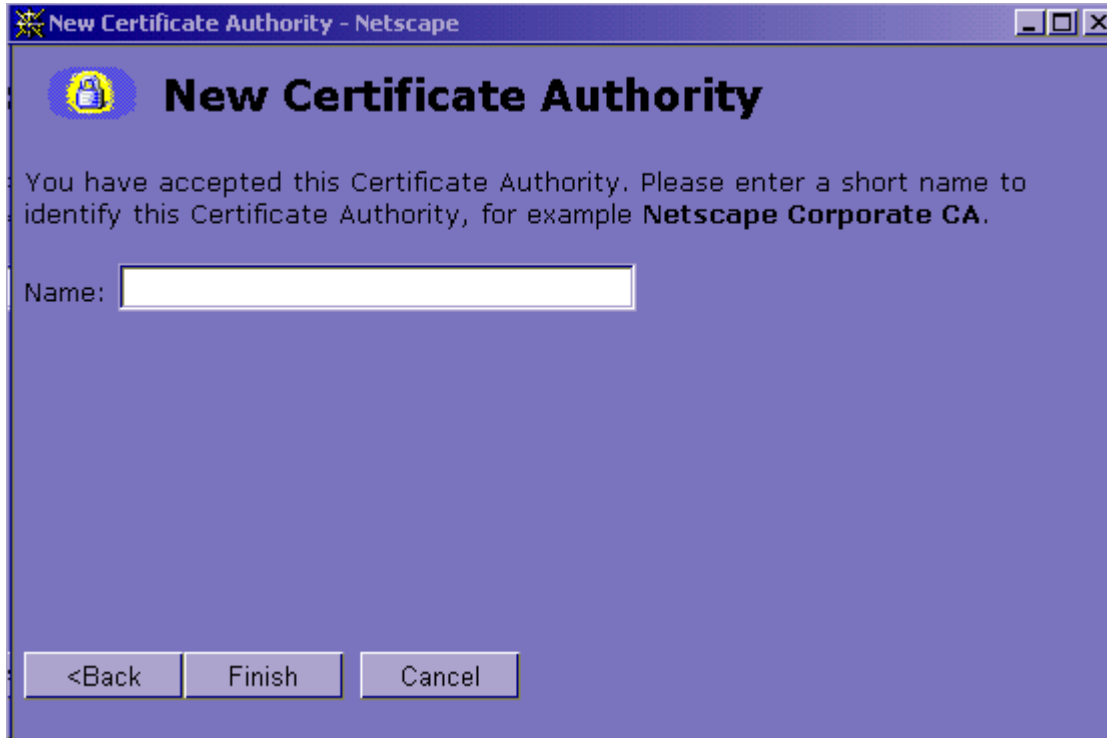 New Certificate Authority - Netscape
New Certificate Authority
You have accepted this Certificate Authority. Please enter a short name to
identify this Certificate Authority, for example Netscape Corporate CA.
Name:
<Back Finish Cancel